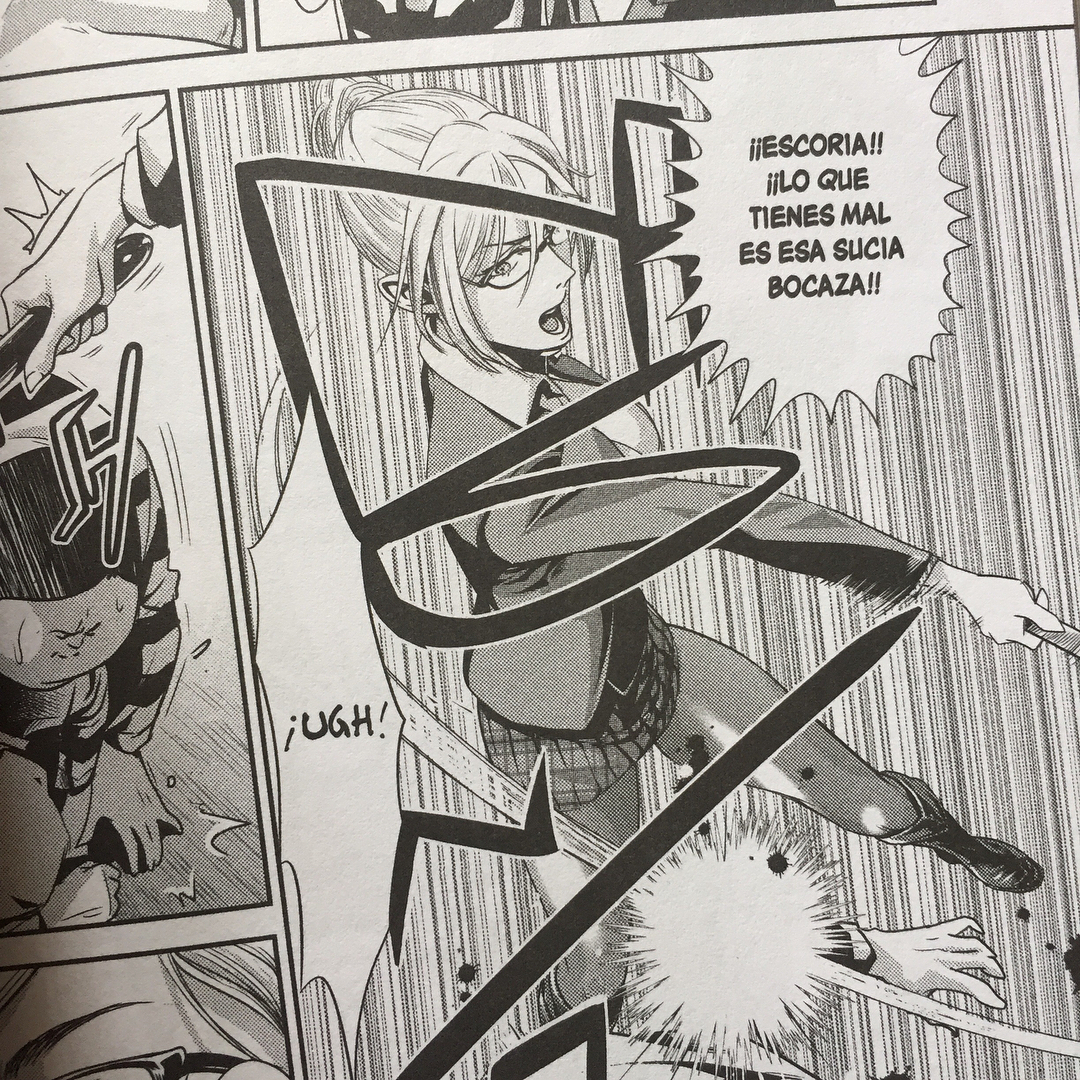 ¡¡ESCORIA!!
¡¡LO QUE
TIENES MAL
ES ESA SUCIA
BOCAZA!!
¡UGH!